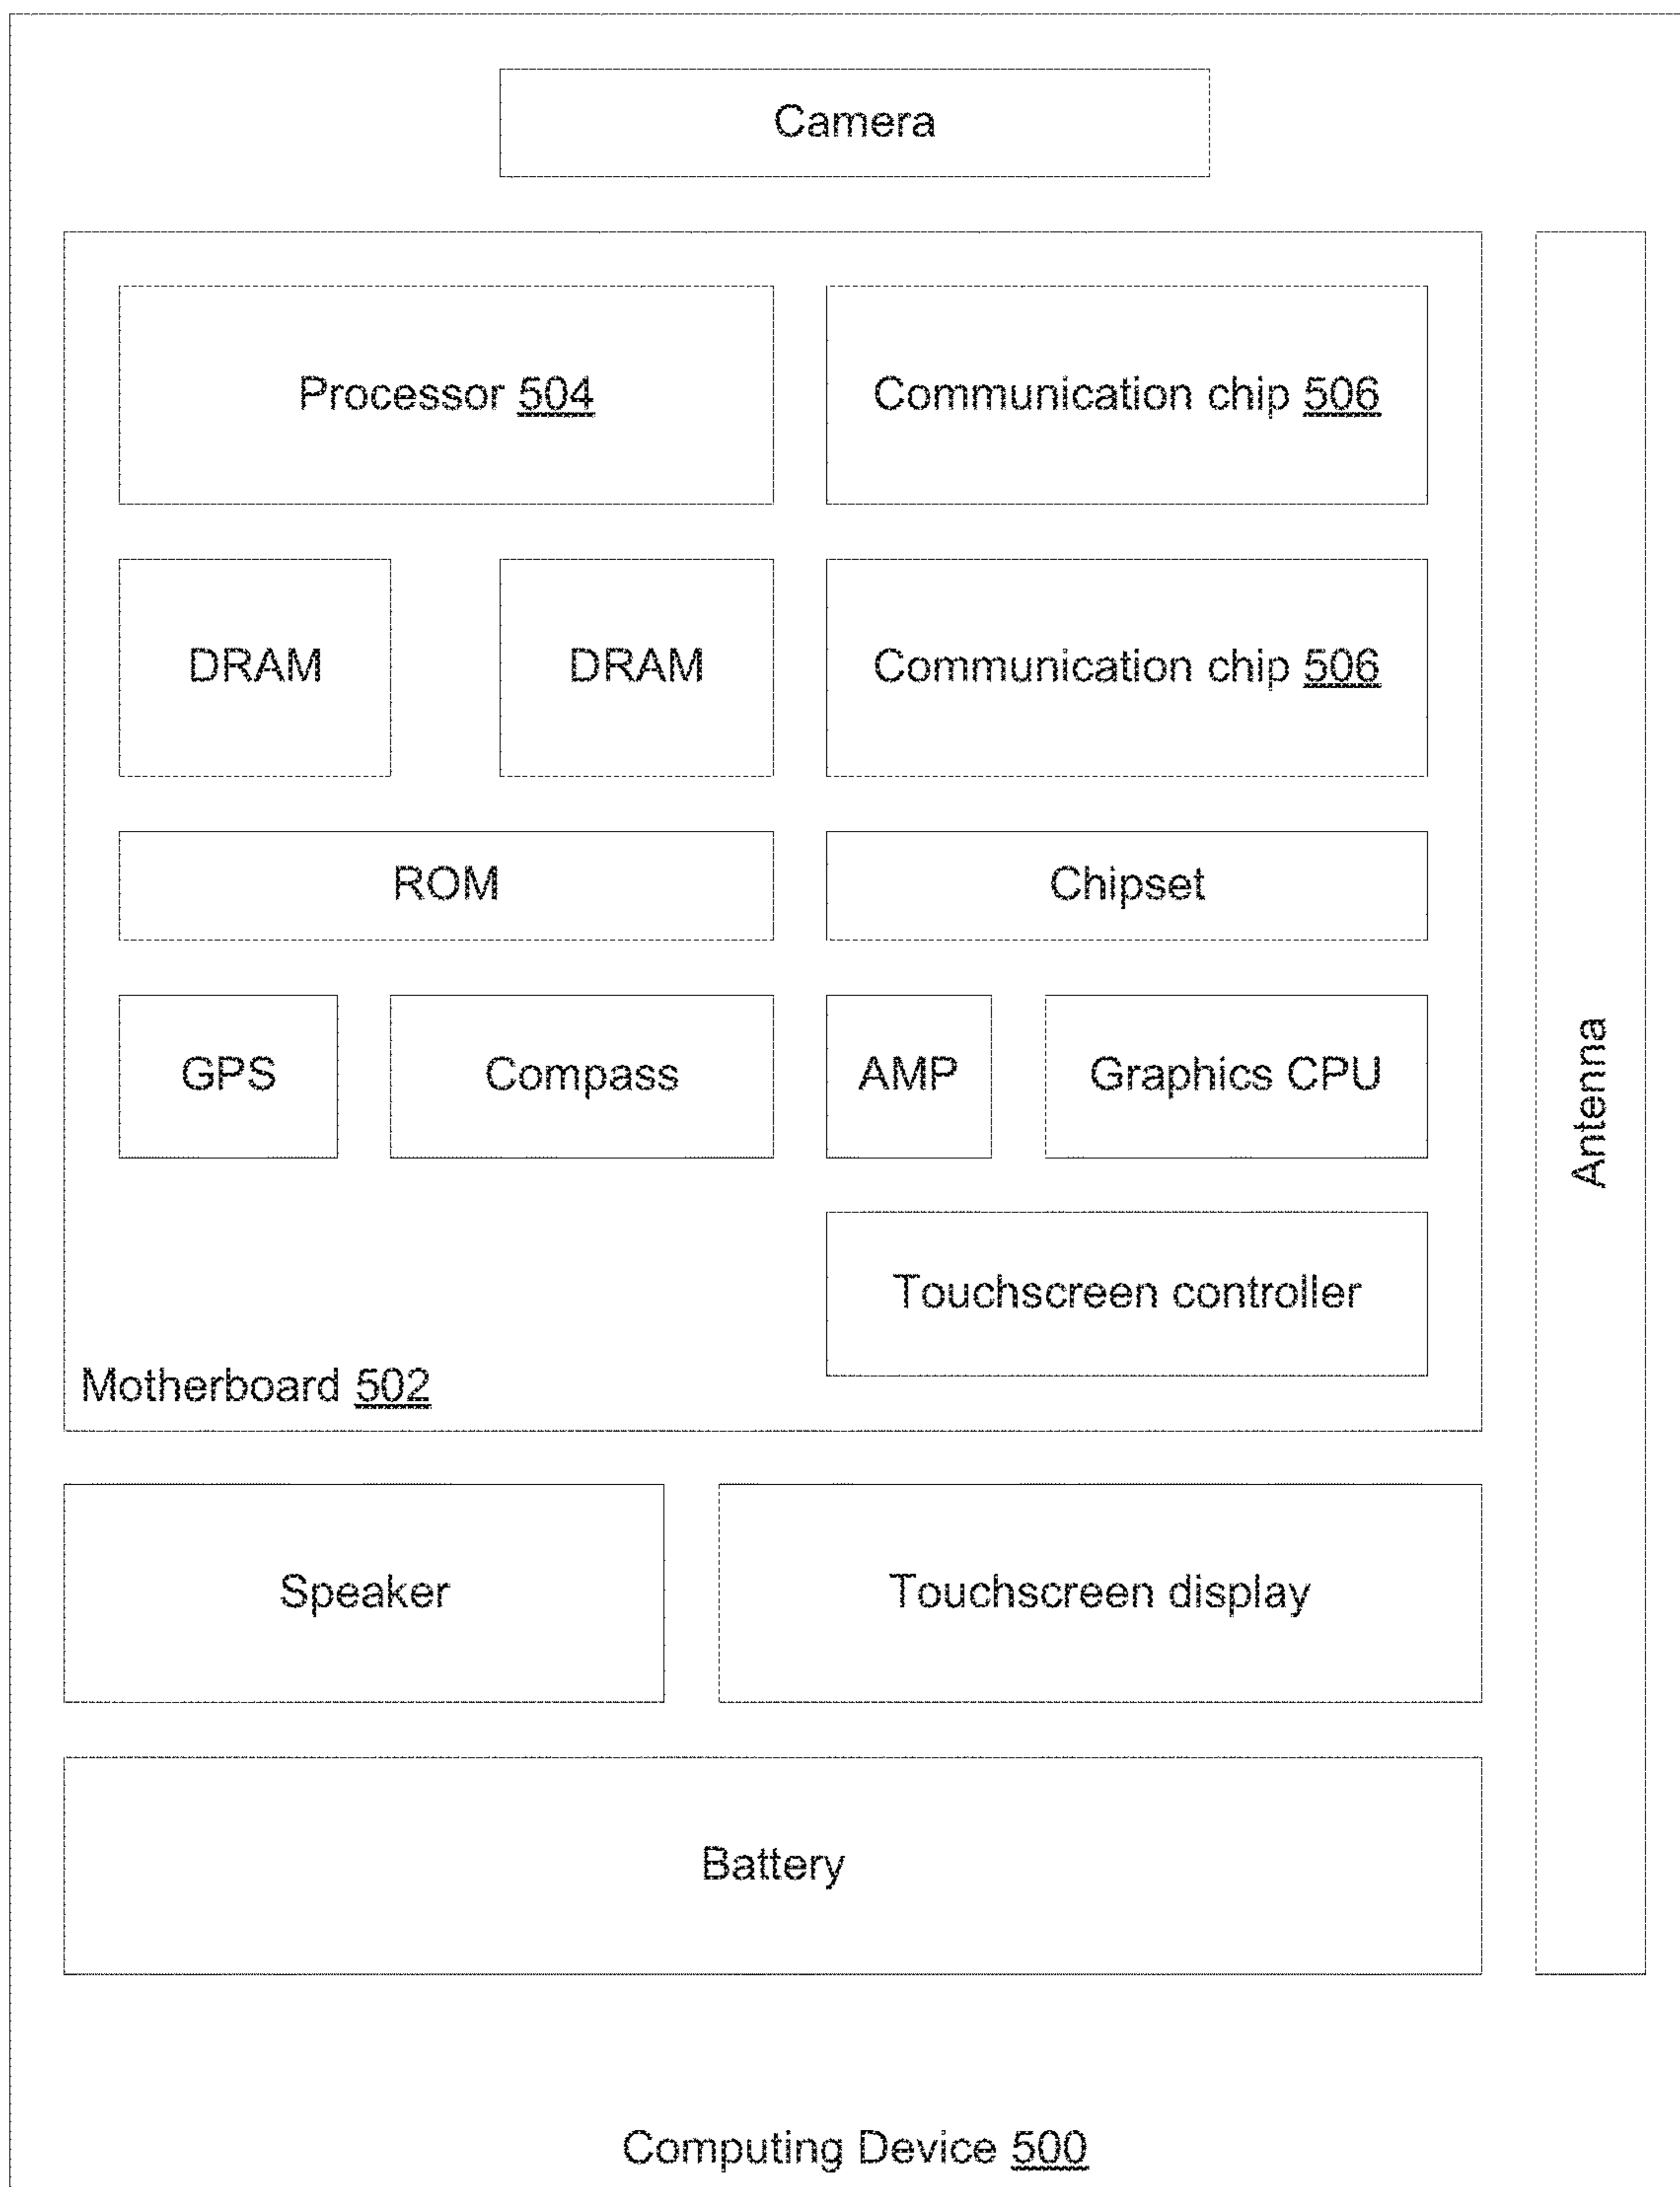 Camera
Processor 504
Communication chip 506
DRAM
DRAM
Communication chip 506
ROM
Chipset
GPS
Compass
AMP
Graphics CPU
Antenna
Touchscreen controller
Motherboard 502
Speaker
Touchscreen display
Battery
Computing Device 500